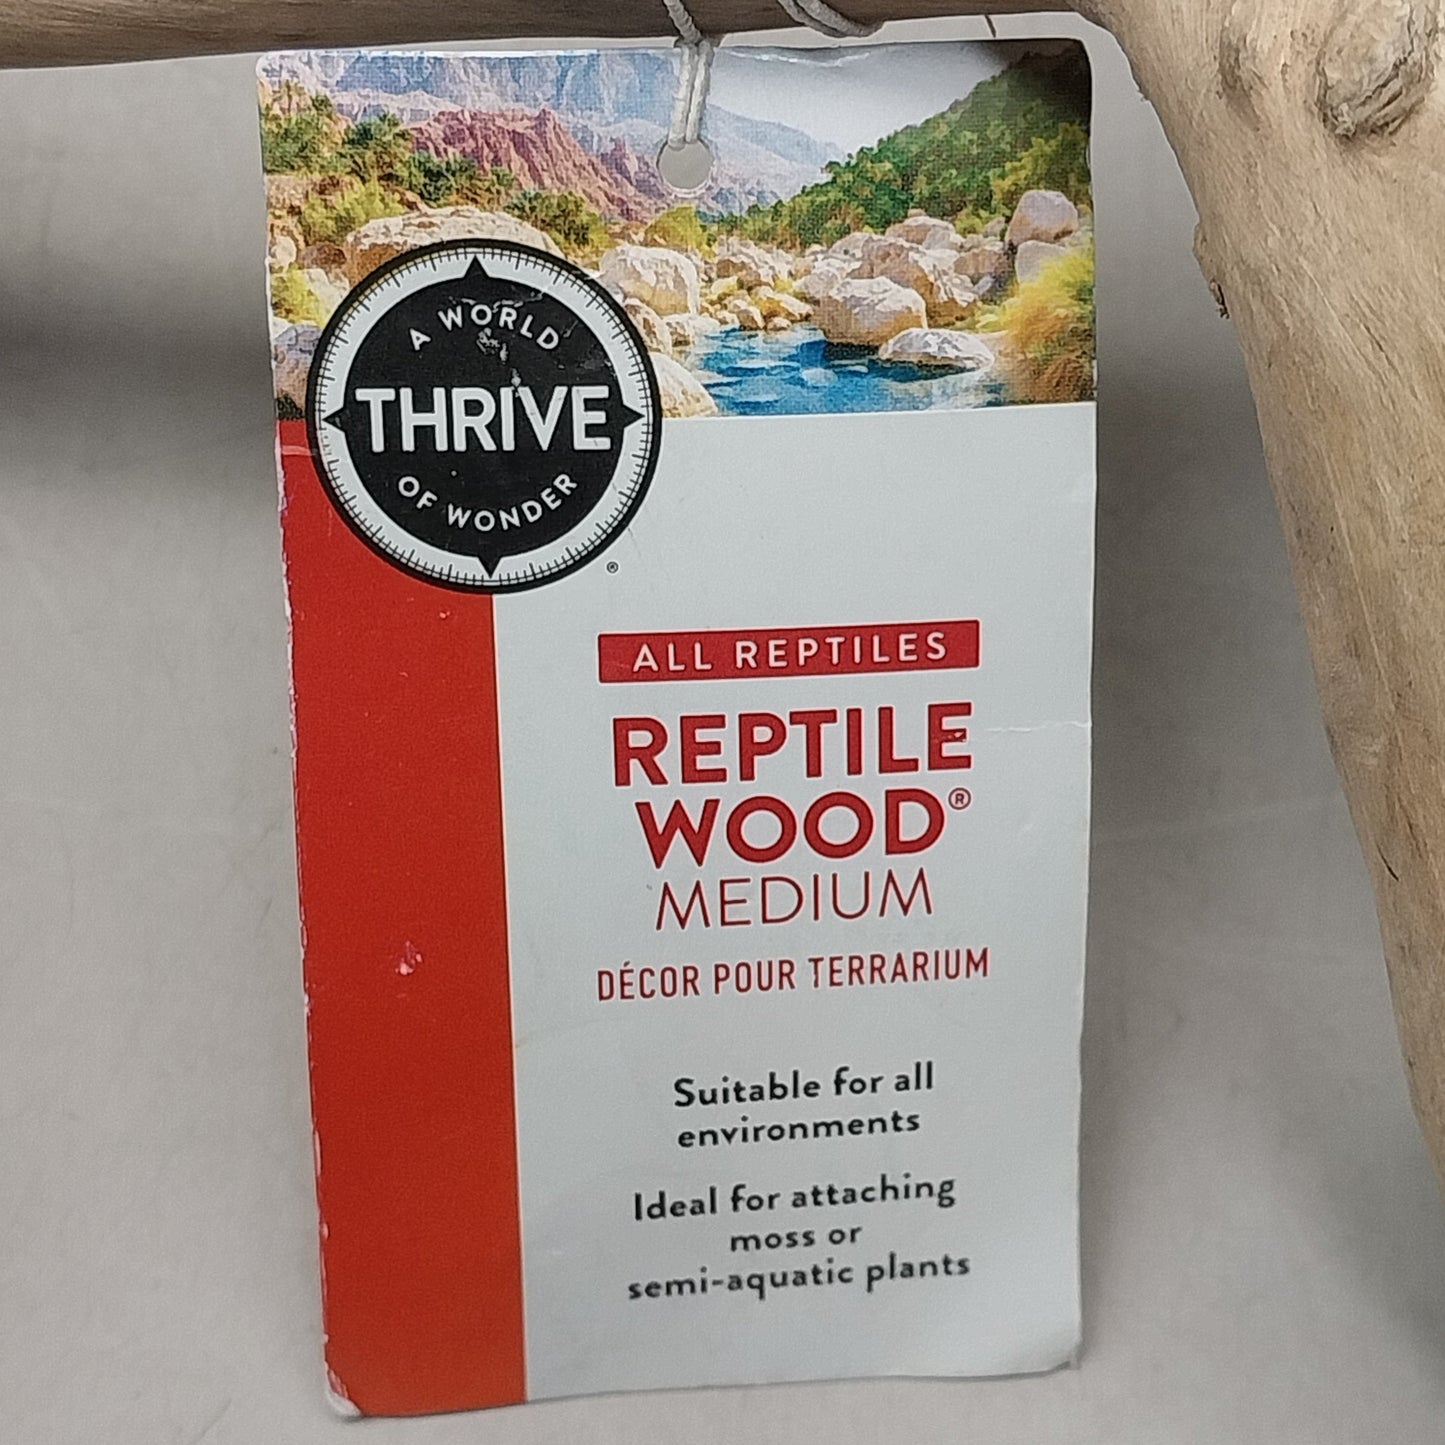 A WORLD
THRIVE
OF WONDER
®
ALL REPTILES
REPTILE
WOOD®
MEDIUM
DÉCOR POUR TERRARIUM
Suitable for all
environments
Ideal for attaching
moss or
semi-aquatic plants